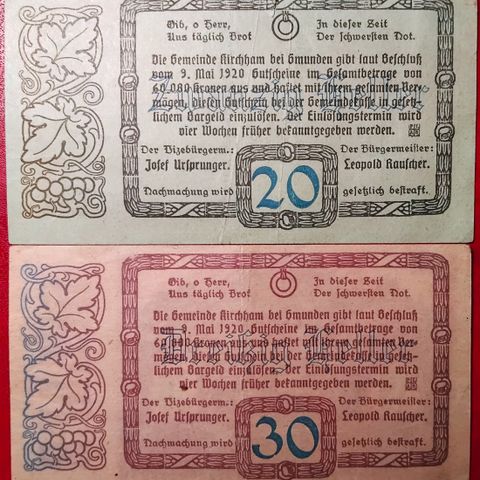 Gib, o Herr, In dieser Zeit
Uns täglich Brot Der schwersten Not.
Die Gemeinde Kirchham bei Gmunden gibt laut Beschluß
vom 9. Mai 1920 Gutscheine im Gesamtbetrage von
60.000 Kronen aus und haftet mit ihrem gesamten Ver-
mögen, diesen Gutschein bei der Gemeindekasse in gesetz-
lichem Bargeld einzulösen. Der Einlösungstermin wird
vier Wochen früher bekanntgegeben werden.
Zwanzig Heller
Der Vizebürgerm.: Der Bürgermeister:
Josef Ursprunger. Leopold Rauscher.
20
Nachmachung wird gesetzlich bestraft.
Gib, o Herr, In dieser Zeit
Uns täglich Brot Der schwersten Not.
Die Gemeinde Kirchham bei Gmunden gibt laut Beschluß
vom 9. Mai 1920 Gutscheine im Gesamtbetrage von
60.000 Kronen aus und haftet mit ihrem gesamten Ver-
mögen, diesen Gutschein bei der Gemeindekasse in gesetz-
lichem Bargeld einzulösen. Der Einlösungstermin wird
vier Wochen früher bekanntgegeben werden.
Dreißig Heller
Der Vizebürgerm.: Der Bürgermeister:
Josef Ursprunger. Leopold Rauscher.
30
Nachmachung wird gesetzlich bestraft.